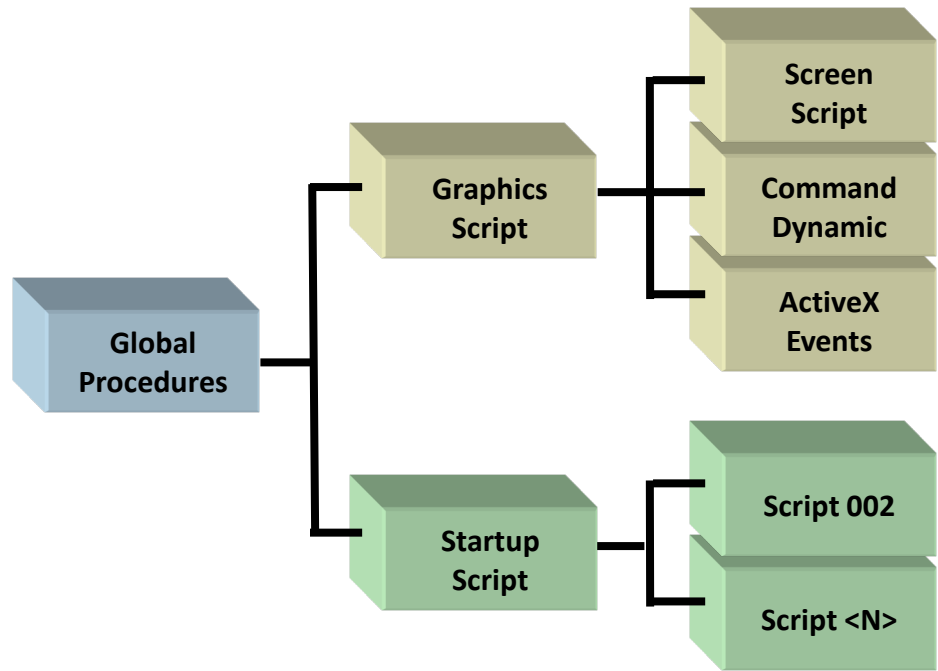 Global
Procedures
Graphics
Script
Screen
Script
Command
Dynamic
ActiveX
Events
Startup
Script
Script 002
Script <N>